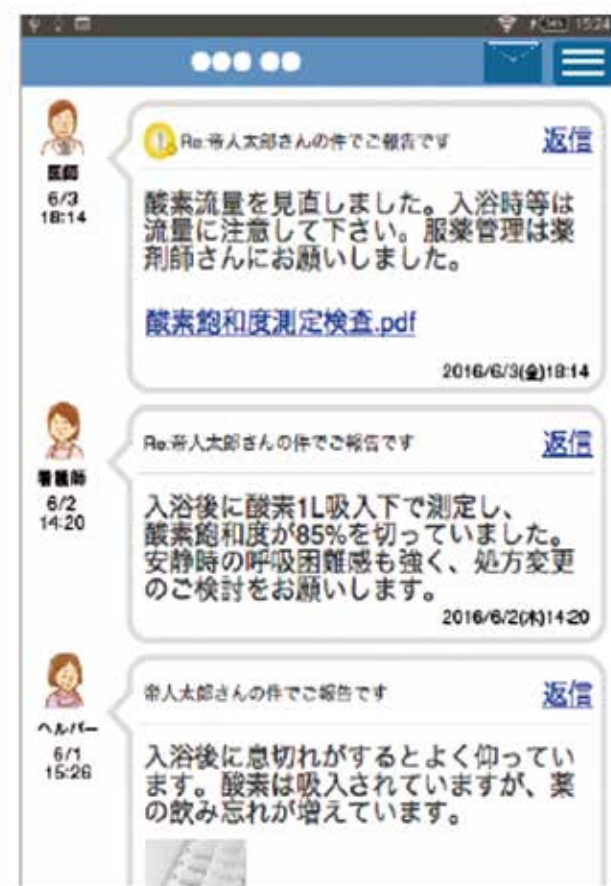 15:24
●●● ●●
Re:帝人太郎さんの件でご報告です
返信
医師
6/3
18:14
酸素流量を見直しました。入浴時等は
流量に注意して下さい。服薬管理は薬
剤師さんにお願いしました。
酸素飽和度測定検査.pdf
2016/6/3(金)18:14
Re:帝人太郎さんの件でご報告です
返信
看護師
6/2
14:20
入浴後に酸素1L吸入下で測定し、
酸素飽和度が85%を切っていました。
安静時の呼吸困難感も強く、処方変更
のご検討をお願いします。
2016/6/2(木)14:20
帝人太郎さんの件でご報告です
返信
ヘルパー
6/1
15:26
入浴後に息切れがするとよく仰ってい
ます。酸素は吸入されていますが、薬
の飲み忘れが増えています。